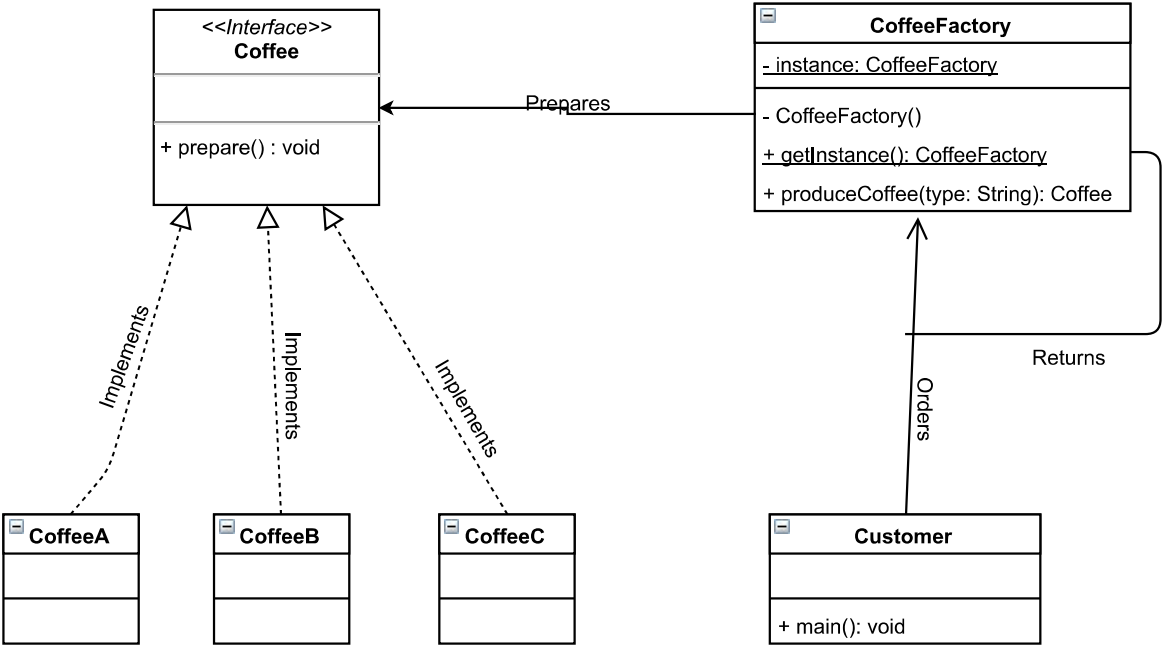 <<Interface>>
Coffee
+ prepare() : void
Prepares
CoffeeFactory
- instance: CoffeeFactory
- CoffeeFactory()
+ getInstance(): CoffeeFactory
+ produceCoffee(type: String): Coffee
Implements
Implements
Implements
Orders
Returns
CoffeeA
CoffeeB
CoffeeC
Customer
+ main(): void